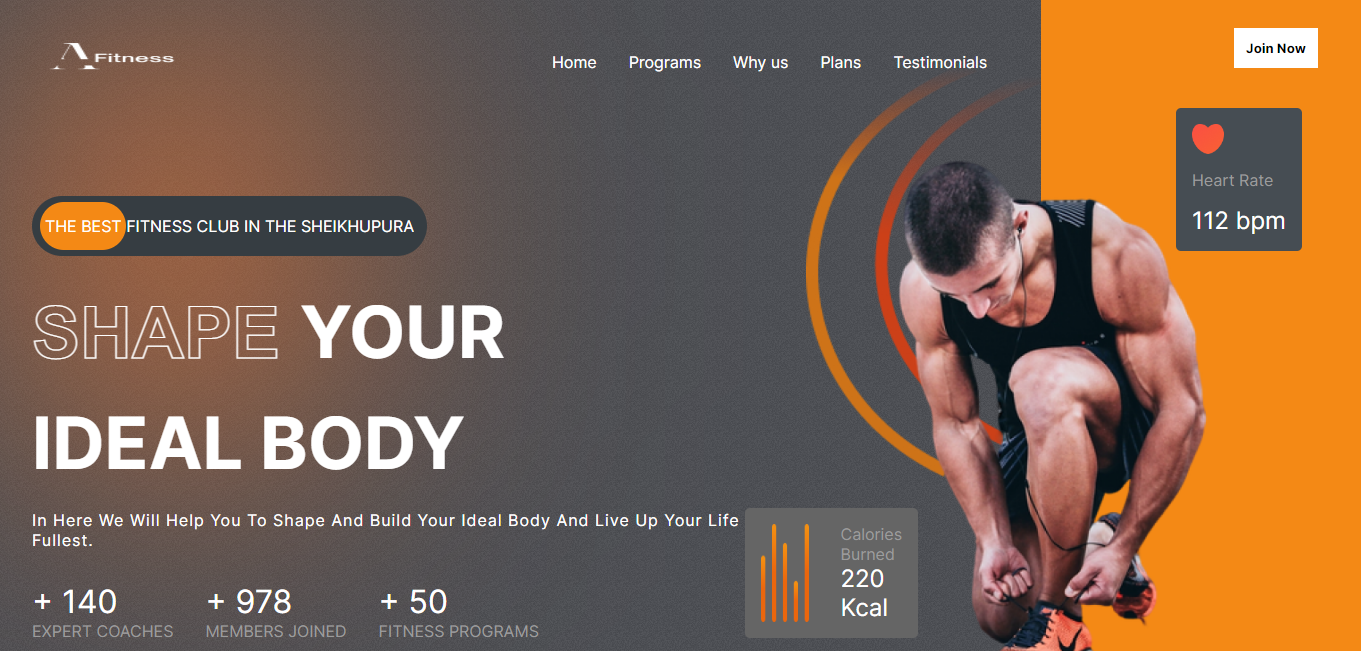 A Fitness
Home Programs Why us Plans Testimonials
Join Now
Heart Rate
112 bpm
THE BEST FITNESS CLUB IN THE SHEIKHUPURA
SHAPE YOUR
IDEAL BODY
In Here We Will Help You To Shape And Build Your Ideal Body And Live Up Your Life
Fullest.
+ 140
EXPERT COACHES
+ 978
MEMBERS JOINED
+ 50
FITNESS PROGRAMS
Calories
Burned
220
Kcal